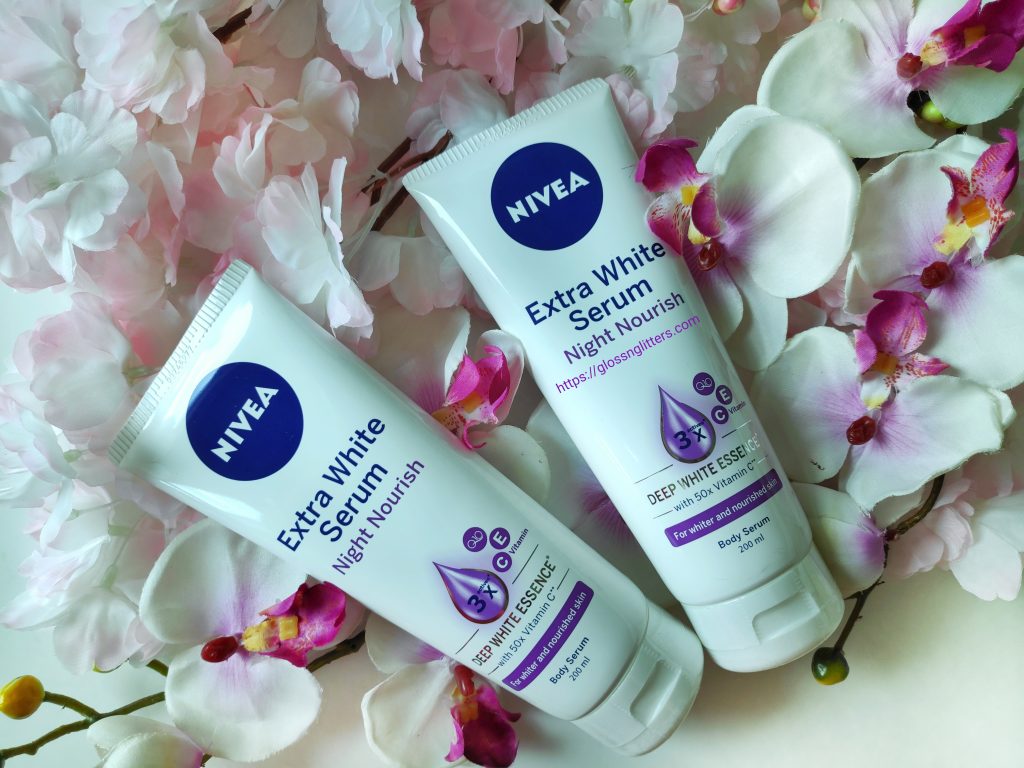 NIVEA
Extra White
Serum
Night Nourish
Q10
E
C
Vitamin
3x
DEEP WHITE ESSENCE*
with 50x Vitamin C**
For whiter and nourished skin
Body Serum
200 ml
NIVEA
Extra White
Serum
Night Nourish
https://glossnglitters.com
Q10
E
C
Vitamin
3x
DEEP WHITE ESSENCE
with 50x Vitamin C**
For whiter and nourished skin
Body Serum
200 ml